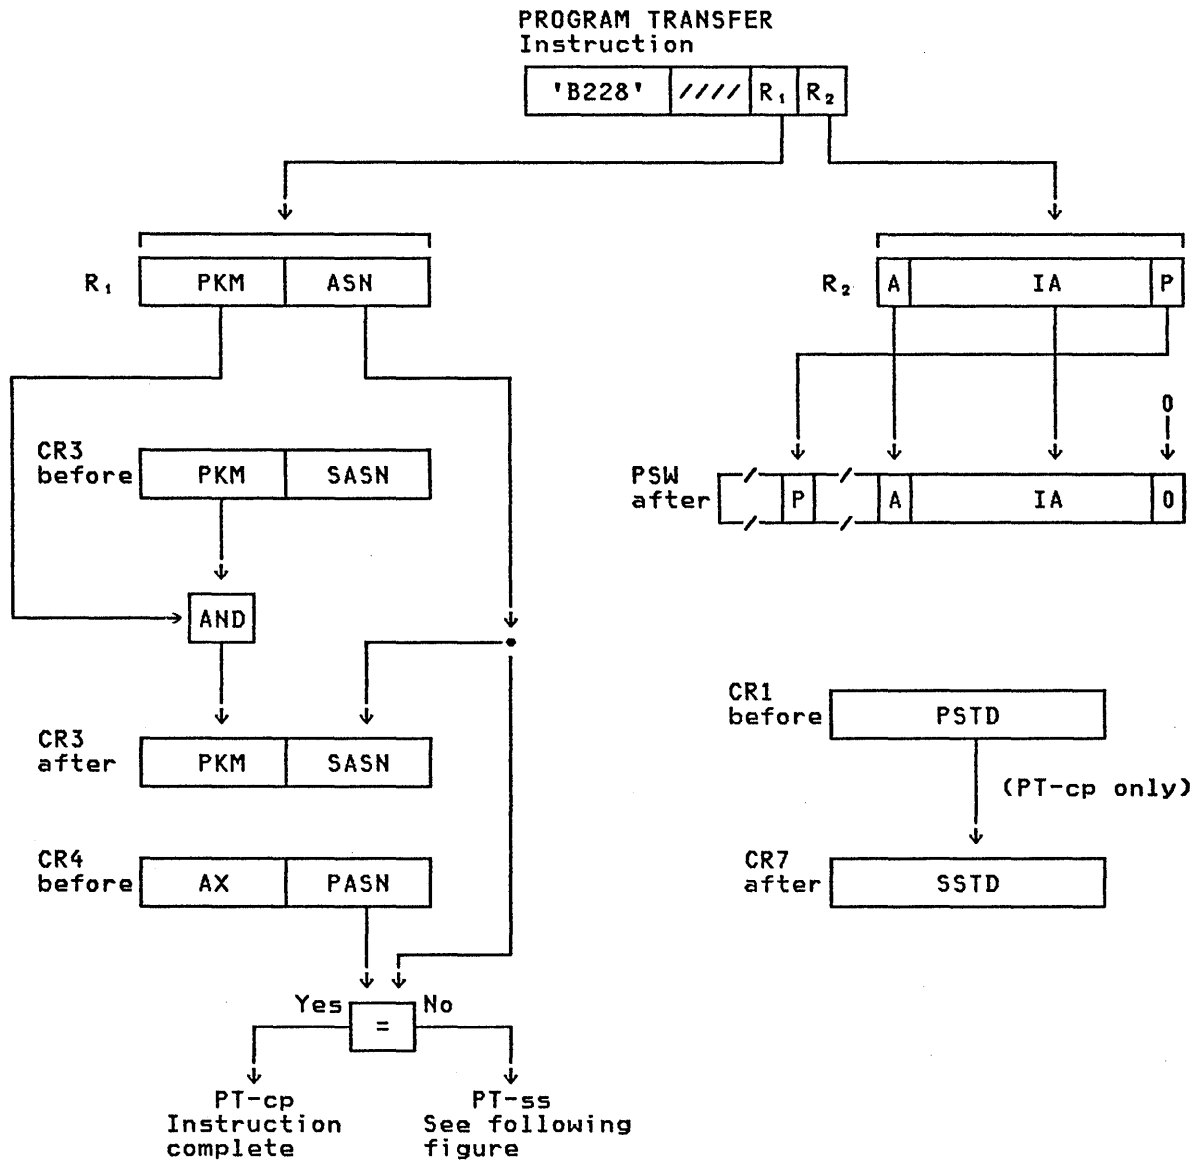 PROGRAM TRANSFER
Instruction
'B228' //// R₁ R₂
R₁ PKM ASN
R₂ A IA P
0
CR3
before PKM SASN
PSW
after P A IA 0
AND
CR3
after PKM SASN
CR1
before PSTD
(PT-cp only)
CR4
before AX PASN
CR7
after SSTD
Yes = No
PT-cp
Instruction
complete
PT-ss
See following
figure